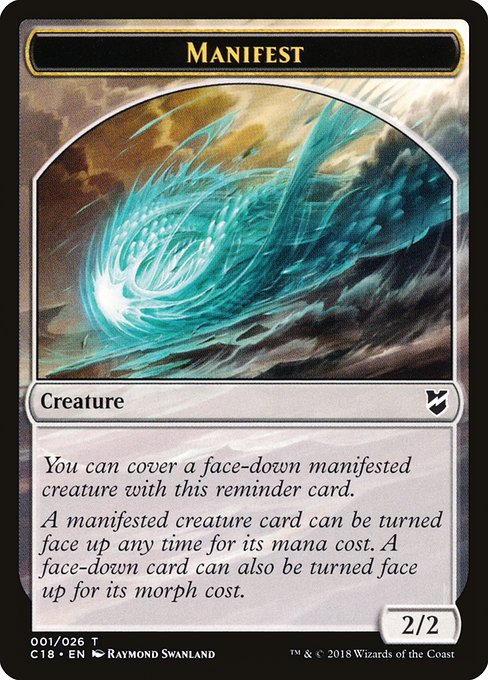 MANIFEST
Creature
You can cover a face-down manifested
creature with this reminder card.
A manifested creature card can be turned
face up any time for its mana cost. A
face-down card can also be turned face
up for its morph cost.
2/2
001/026 T
C18 • EN RAYMOND SWANLAND
™ & © 2018 Wizards of the Coast